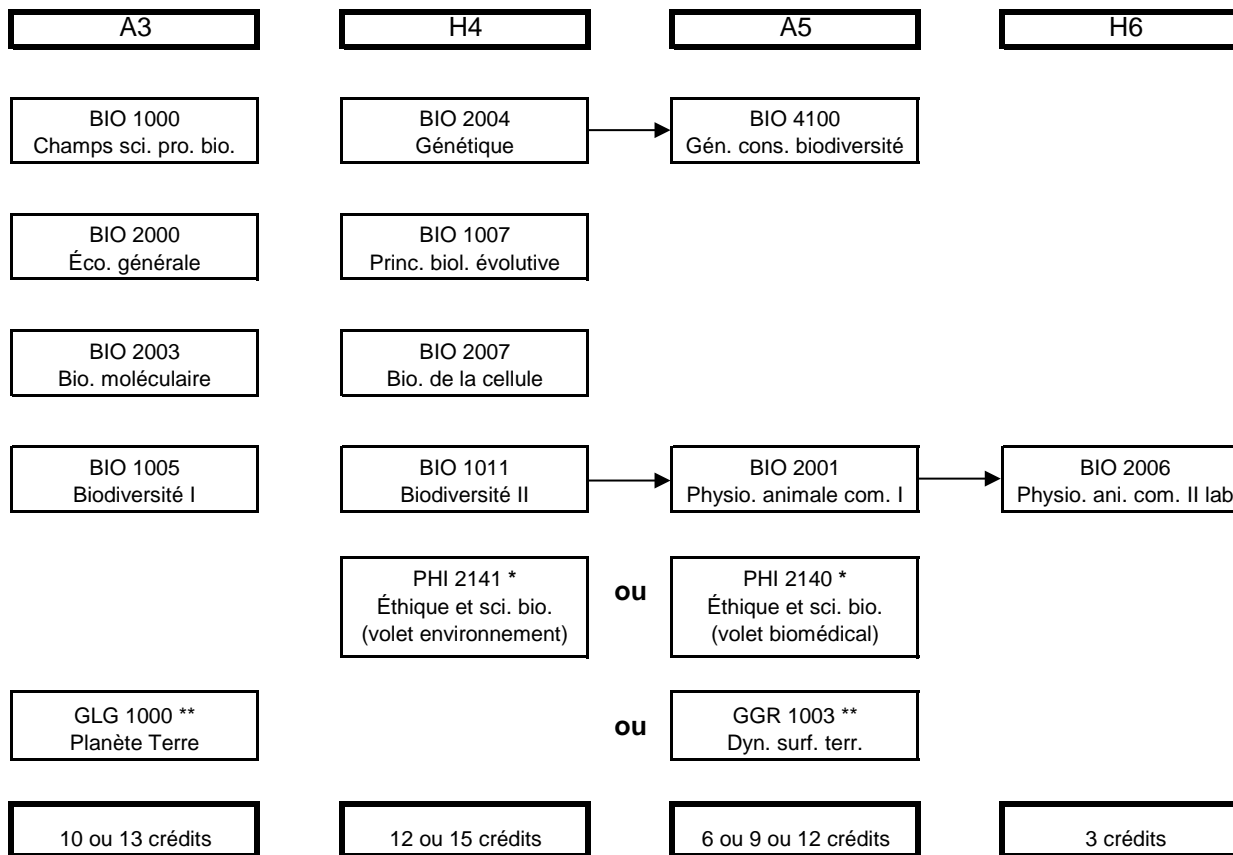 A3
H4
A5
H6
BIO 1000
Champs sci. pro. bio.
BIO 2004
Génétique
BIO 4100
Gén. cons. biodiversité
BIO 2000
Éco. générale
BIO 1007
Princ. biol. évolutive
BIO 2003
Bio. moléculaire
BIO 2007
Bio. de la cellule
BIO 1005
Biodiversité I
BIO 1011
Biodiversité II
BIO 2001
Physio. animale com. I
BIO 2006
Physio. ani. com. II lab
PHI 2141 *
Éthique et sci. bio.
(volet environnement)
ou
PHI 2140 *
Éthique et sci. bio.
(volet biomédical)
GLG 1000 **
Planète Terre
ou
GGR 1003 **
Dyn. surf. terr.
10 ou 13 crédits
12 ou 15 crédits
6 ou 9 ou 12 crédits
3 crédits